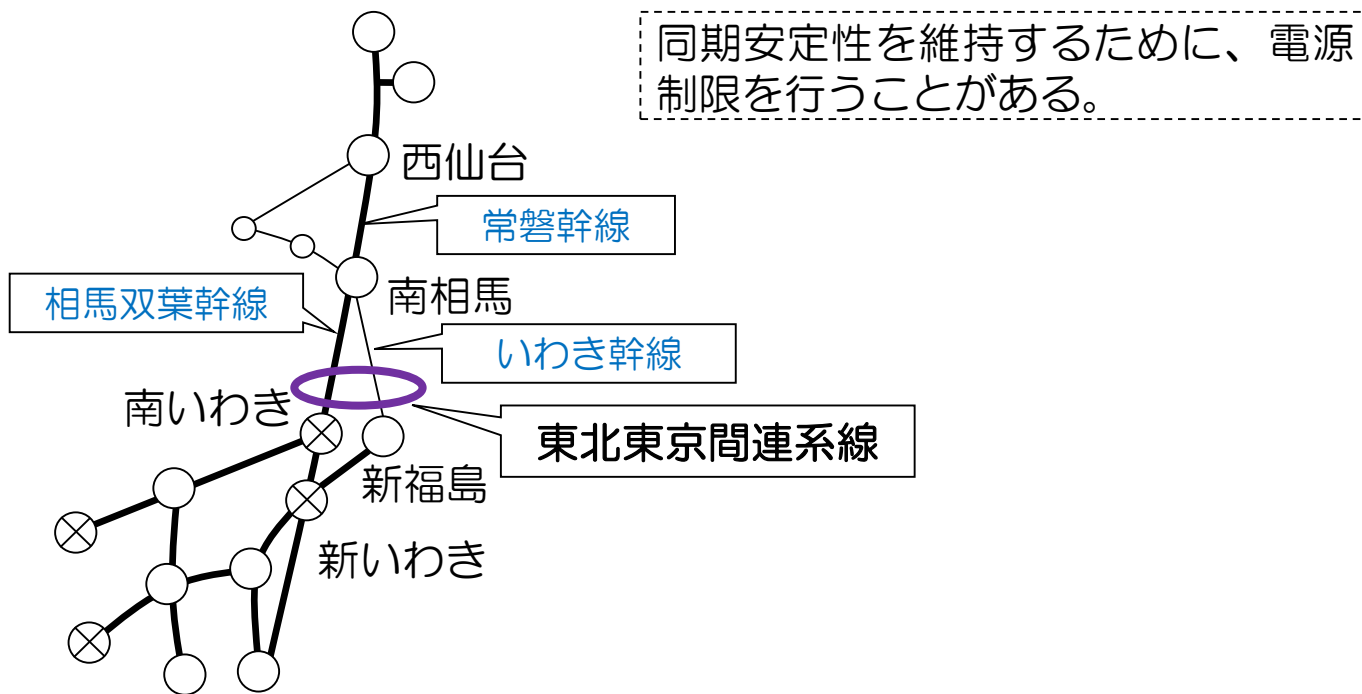 同期安定性を維持するために、電源
制限を行うことがある。
西仙台
常磐幹線
相馬双葉幹線
南相馬
いわき幹線
南いわき
東北東京間連系線
新福島
新いわき